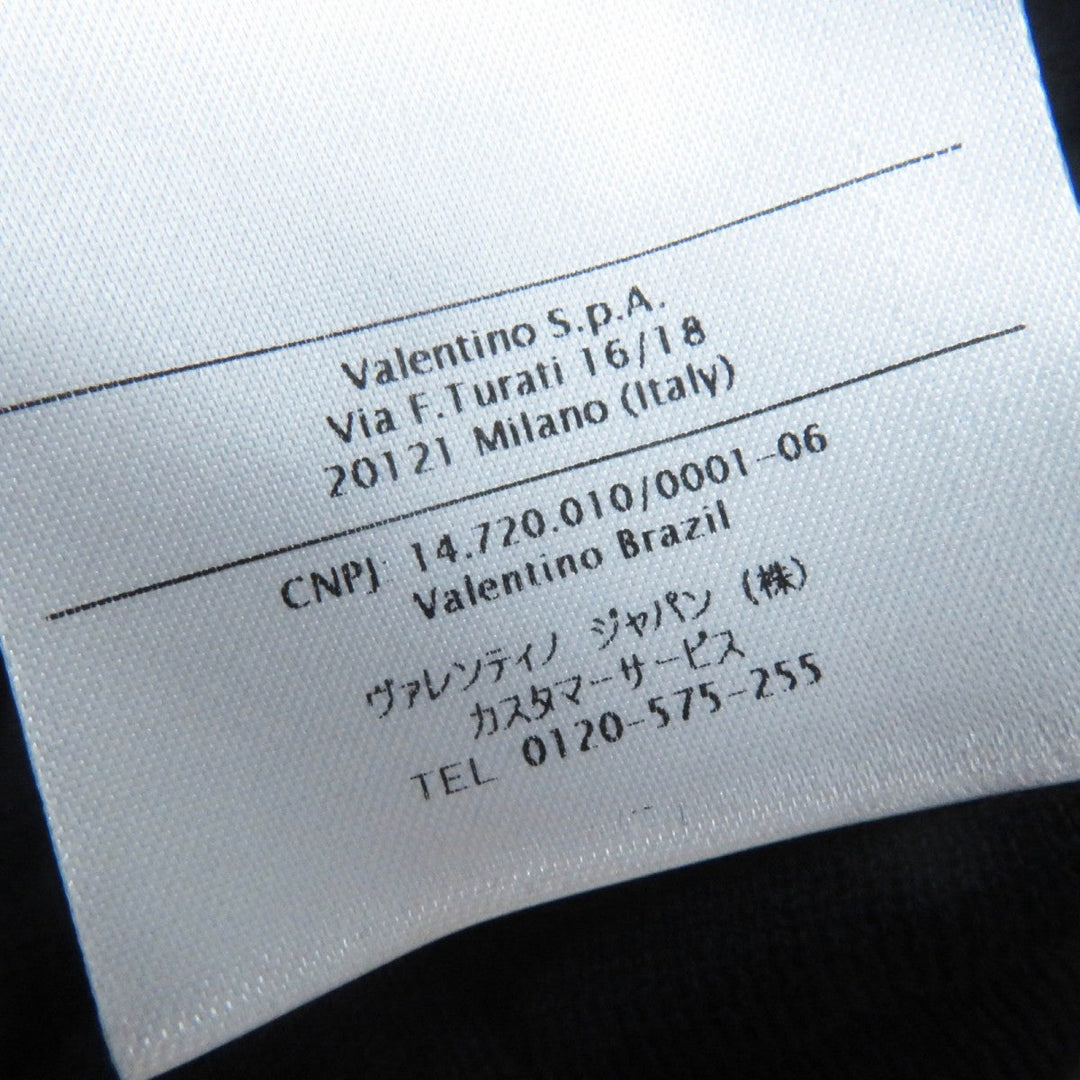 Valentino S.p.A.
Via F.Turati 16/18
20121 Milano (Italy)
CNPJ: 14.720.010/0001-06
Valentino Brazil
ヴァレンティノ ジャパン (株)
カスタマーサービス
TEL 0120-575-255